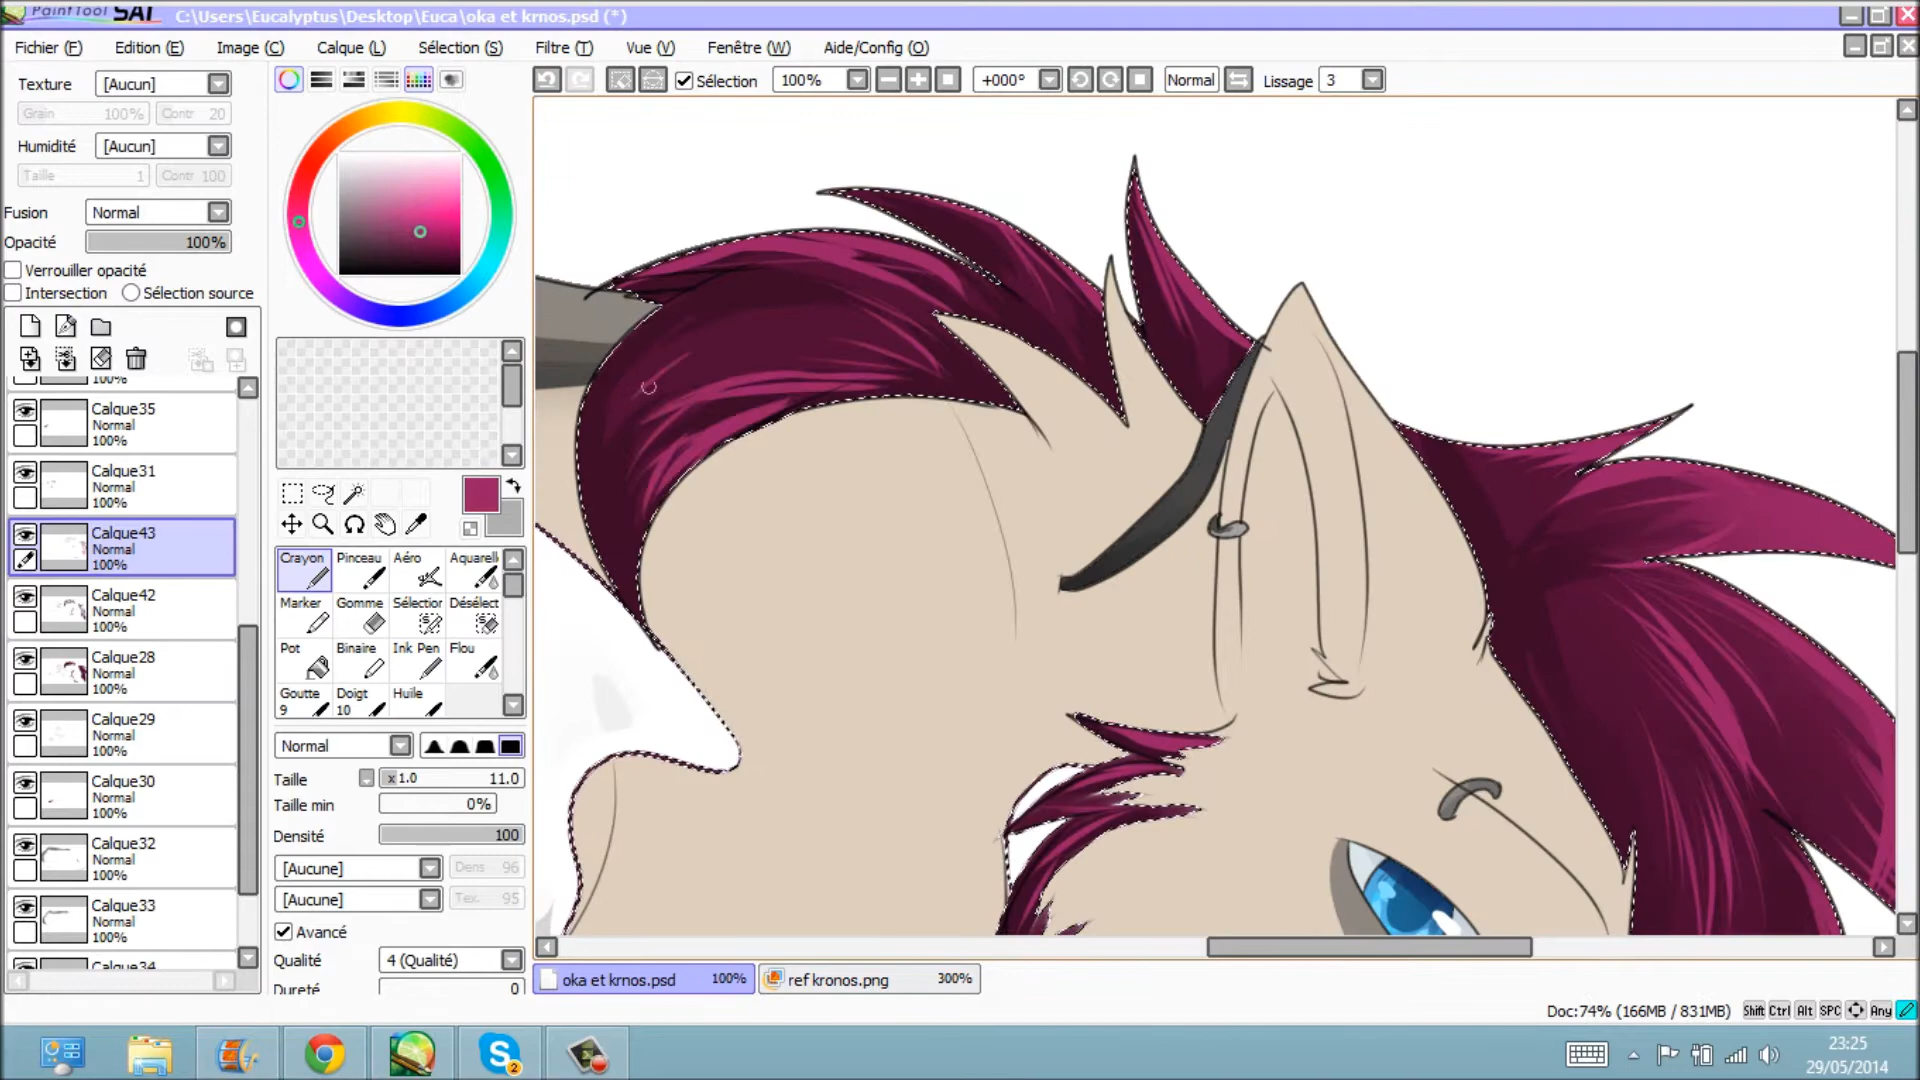 PaintTool SAI C:\Users\Eucalyptus\Desktop\Euca\oka et krnos.psd (*)
Fichier (F) Edition (E) Image (C) Calque (L) Sélection (S) Filtre (T) Vue (V) Fenêtre (W) Aide/Config (O)
Sélection 100% +000° Normal Lissage 3
Texture [Aucun]
Grain 100% Contr 20
Humidité [Aucun]
Taille 1 Contr 100
Fusion Normal
Opacité 100%
Verrouiller opacité
Intersection Sélection source
100%
Calque35
Normal
100%
Calque31
Normal
100%
Calque43
Normal
100%
Calque42
Normal
100%
Calque28
Normal
100%
Calque29
Normal
100%
Calque30
Normal
100%
Calque32
Normal
100%
Calque33
Normal
100%
Calque34
Crayon Pinceau Aéro Aquarell
Marker Gomme Sélection Désélect
Pot Binaire Ink Pen Flou
Goutte Doigt Huile
9 10
Normal
Taille x 1.0 11.0
Taille min 0%
Densité 100
[Aucune] Dens 96
[Aucune] Tex. 95
Avancé
Qualité 4 (Qualité)
Dureté 0
oka et krnos.psd 100% ref kronos.png 300%
Doc:74% (166MB / 831MB) Shift Ctrl Alt SPC Any
S 2
23:25
29/05/2014